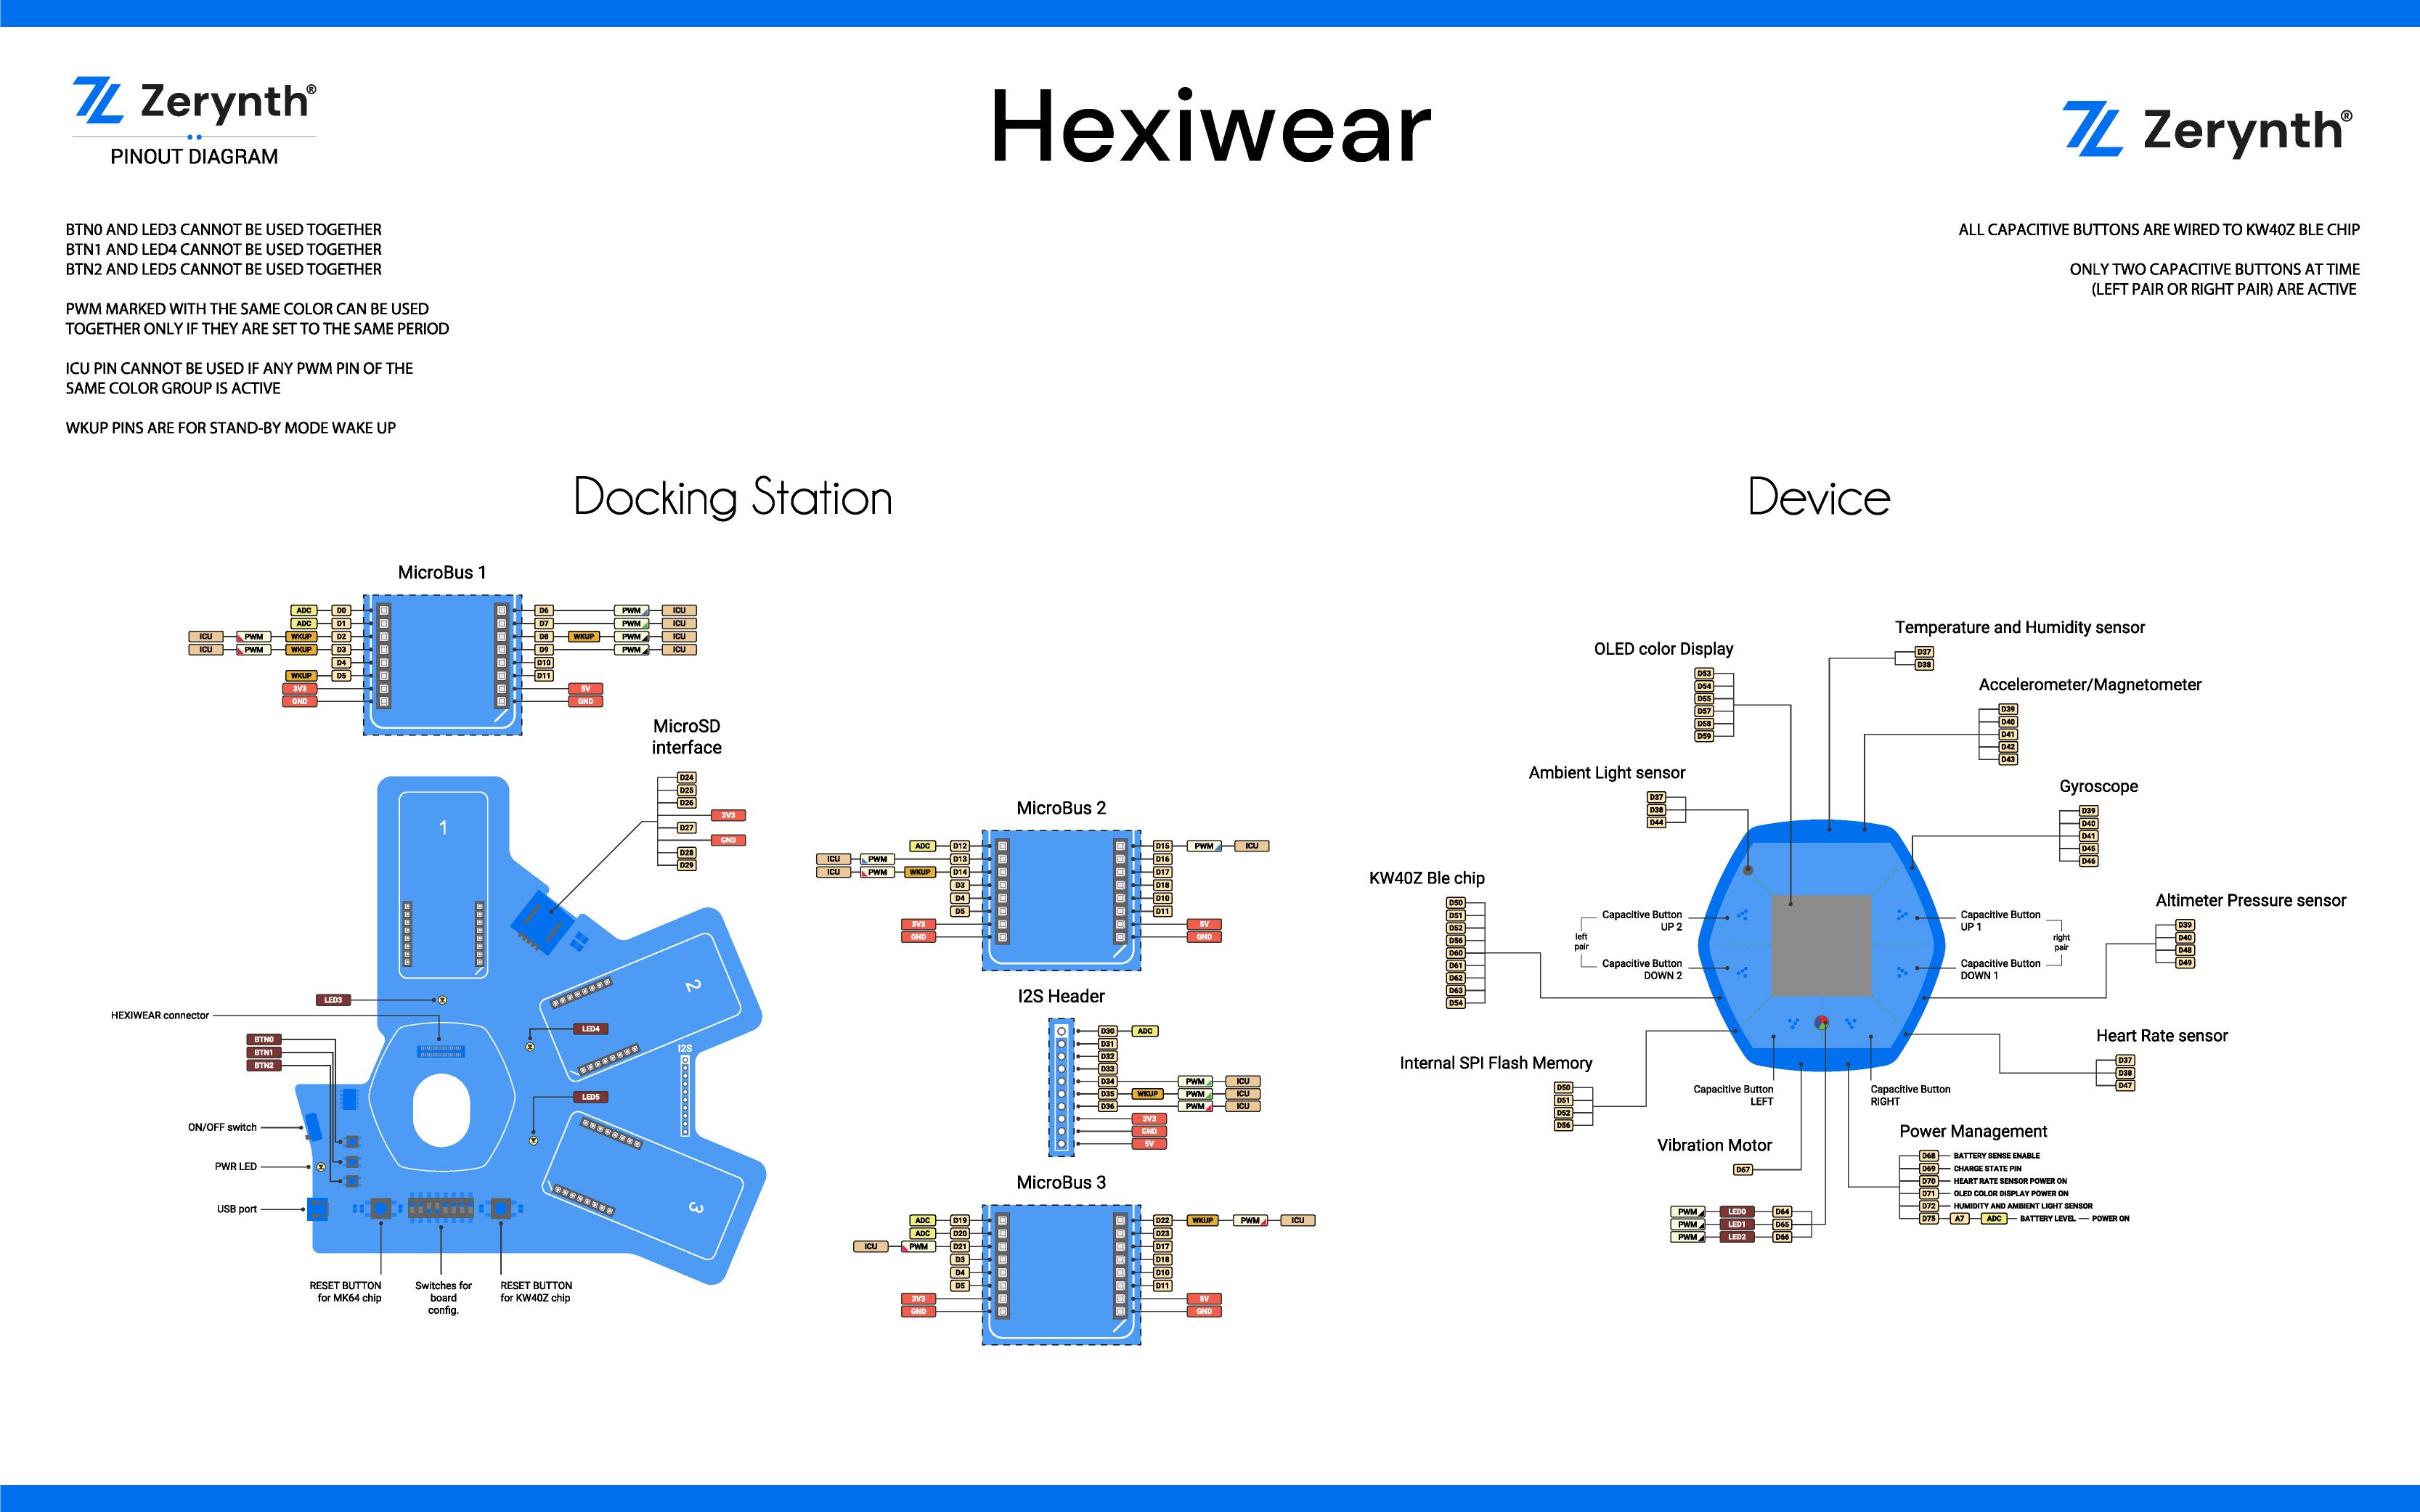 Zerynth®
PINOUT DIAGRAM
Hexiwear
Zerynth®
BTN0 AND LED3 CANNOT BE USED TOGETHER
BTN1 AND LED4 CANNOT BE USED TOGETHER
BTN2 AND LED5 CANNOT BE USED TOGETHER
PWM MARKED WITH THE SAME COLOR CAN BE USED
TOGETHER ONLY IF THEY ARE SET TO THE SAME PERIOD
ICU PIN CANNOT BE USED IF ANY PWM PIN OF THE
SAME COLOR GROUP IS ACTIVE
WKUP PINS ARE FOR STAND-BY MODE WAKE UP
ALL CAPACITIVE BUTTONS ARE WIRED TO KW40Z BLE CHIP
ONLY TWO CAPACITIVE BUTTONS AT TIME
(LEFT PAIR OR RIGHT PAIR) ARE ACTIVE
Docking Station
MicroBus 1
ADC D0 D6 PWM ICU
ADC D1 D7 PWM ICU
ICU PWM WKUP D2 D8 WKUP PWM ICU
ICU PWM WKUP D3 D9 PWM ICU
D4 D10
WKUP D5 D11
3V3 5V
GND GND
MicroSD
interface
D24
D25
D26
3V3
D27
GND
D28
D29
1
2
3
LED3
HEXIWEAR connector
BTN0
BTN1
BTN2
LED4
I2S
LED5
ON/OFF switch
PWR LED
USB port
RESET BUTTON
for MK64 chip
Switches for
board
config.
RESET BUTTON
for KW40Z chip
MicroBus 2
ADC D12 D15 PWM ICU
ICU PWM D13 D16
ICU PWM WKUP D14 D17
D3 D18
D4 D10
D5 D11
3V3 5V
GND GND
I2S Header
D30 ADC
D31
D32
D33
D34 PWM ICU
D35 WKUP PWM ICU
D36 PWM ICU
3V3
GND
5V
MicroBus 3
ADC D19 D22 WKUP PWM ICU
ADC D20 D23
ICU PWM D21 D17
D3 D18
D4 D10
D5 D11
3V3 5V
GND GND
Device
OLED color Display
D53
D54
D55
D57
D58
D59
Temperature and Humidity sensor
D37
D38
Accelerometer/Magnetometer
D39
D40
D41
D42
D43
Ambient Light sensor
D37
D38
D44
Gyroscope
D39
D40
D41
D45
D46
KW40Z Ble chip
D50
D51
D52
D56
D60
D61
D62
D63
D54
left
pair
Capacitive Button
UP 2
Capacitive Button
DOWN 2
Capacitive Button
UP 1
Capacitive Button
DOWN 1
right
pair
Altimeter Pressure sensor
D39
D40
D48
D49
Heart Rate sensor
D37
D38
D47
Internal SPI Flash Memory
D50
D51
D52
D56
Capacitive Button
LEFT
Capacitive Button
RIGHT
Vibration Motor
D67
PWM LED0 D64
PWM LED1 D65
PWM LED2 D66
Power Management
D68 BATTERY SENSE ENABLE
D69 CHARGE STATE PIN
D70 HEART RATE SENSOR POWER ON
D71 OLED COLOR DISPLAY POWER ON
D72 HUMIDITY AND AMBIENT LIGHT SENSOR
D75 A7 ADC BATTERY LEVEL — POWER ON